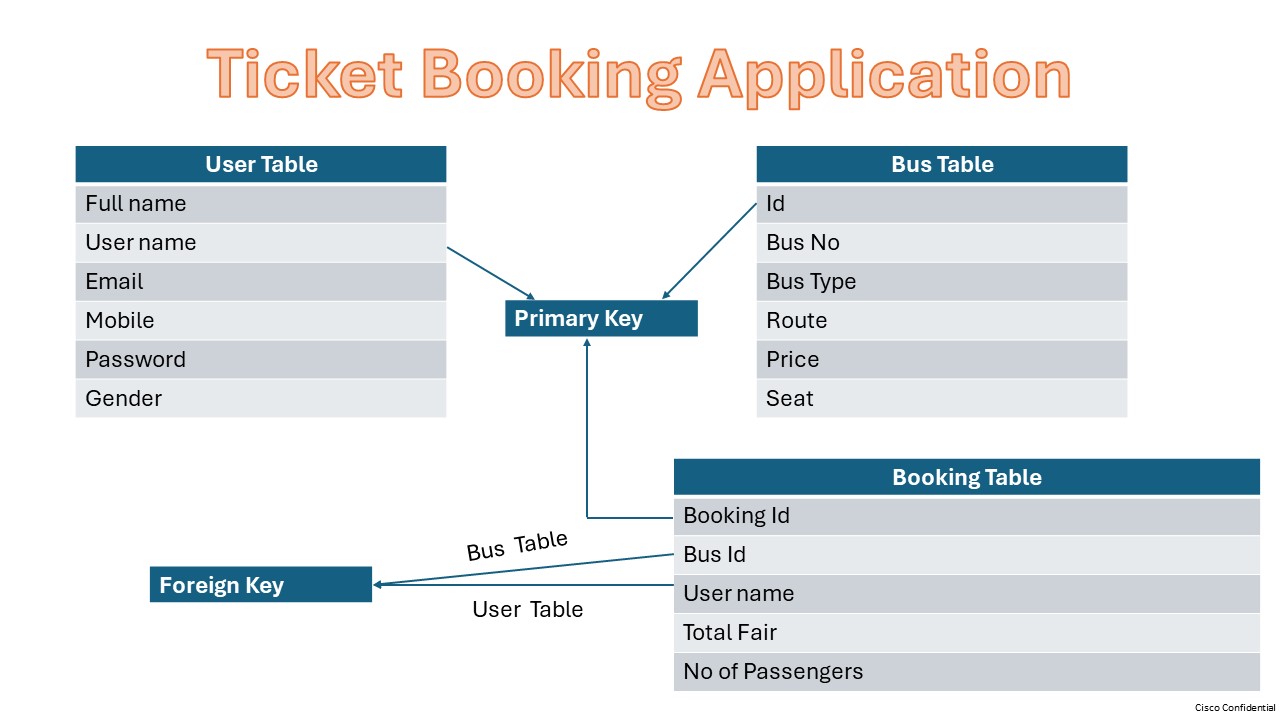 Ticket Booking Application
User Table
Full name
User name
Email
Mobile
Password
Gender
Primary Key
Bus Table
Id
Bus No
Bus Type
Route
Price
Seat
Booking Table
Booking Id
Bus Id
User name
Total Fair
No of Passengers
Bus Table
User Table
Foreign Key
Cisco Confidential